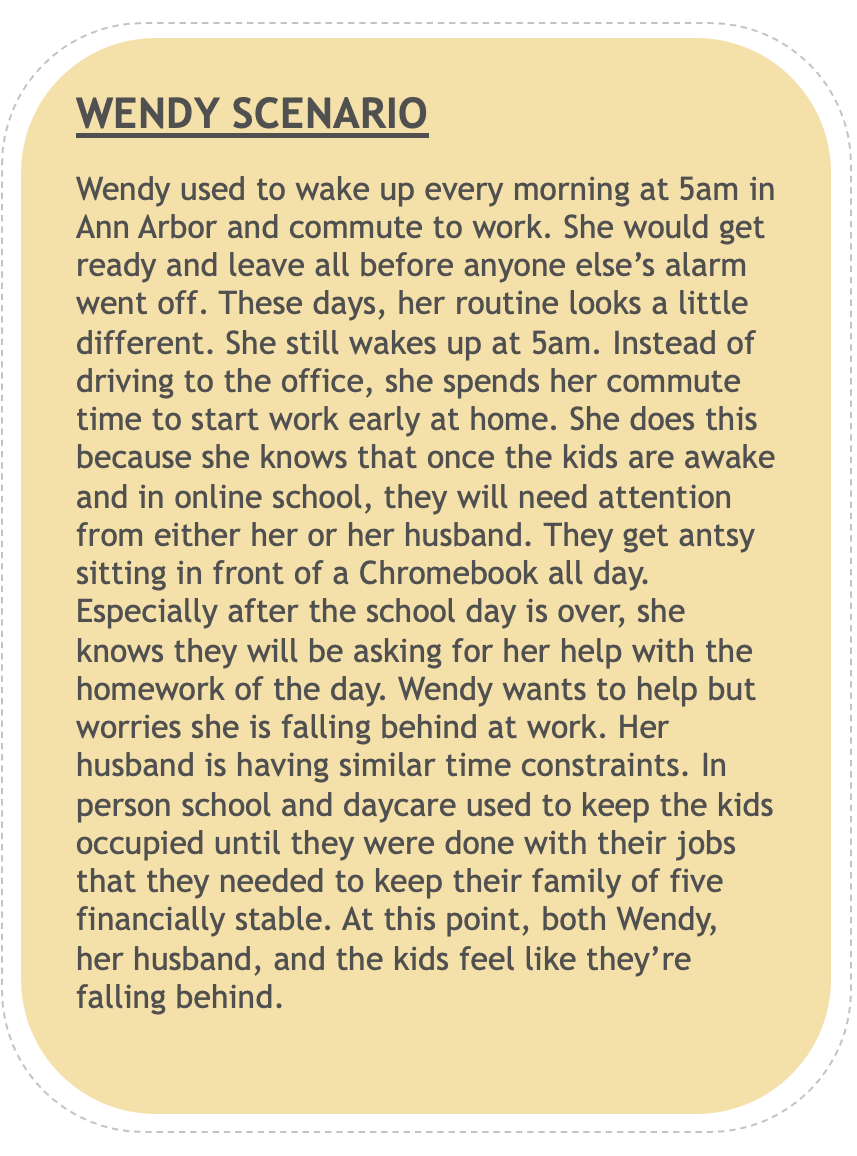 WENDY SCENARIO
Wendy used to wake up every morning at 5am in
Ann Arbor and commute to work. She would get
ready and leave all before anyone else’s alarm
went off. These days, her routine looks a little
different. She still wakes up at 5am. Instead of
driving to the office, she spends her commute
time to start work early at home. She does this
because she knows that once the kids are awake
and in online school, they will need attention
from either her or her husband. They get antsy
sitting in front of a Chromebook all day.
Especially after the school day is over, she
knows they will be asking for her help with the
homework of the day. Wendy wants to help but
worries she is falling behind at work. Her
husband is having similar time constraints. In
person school and daycare used to keep the kids
occupied until they were done with their jobs
that they needed to keep their family of five
financially stable. At this point, both Wendy,
her husband, and the kids feel like they’re
falling behind.